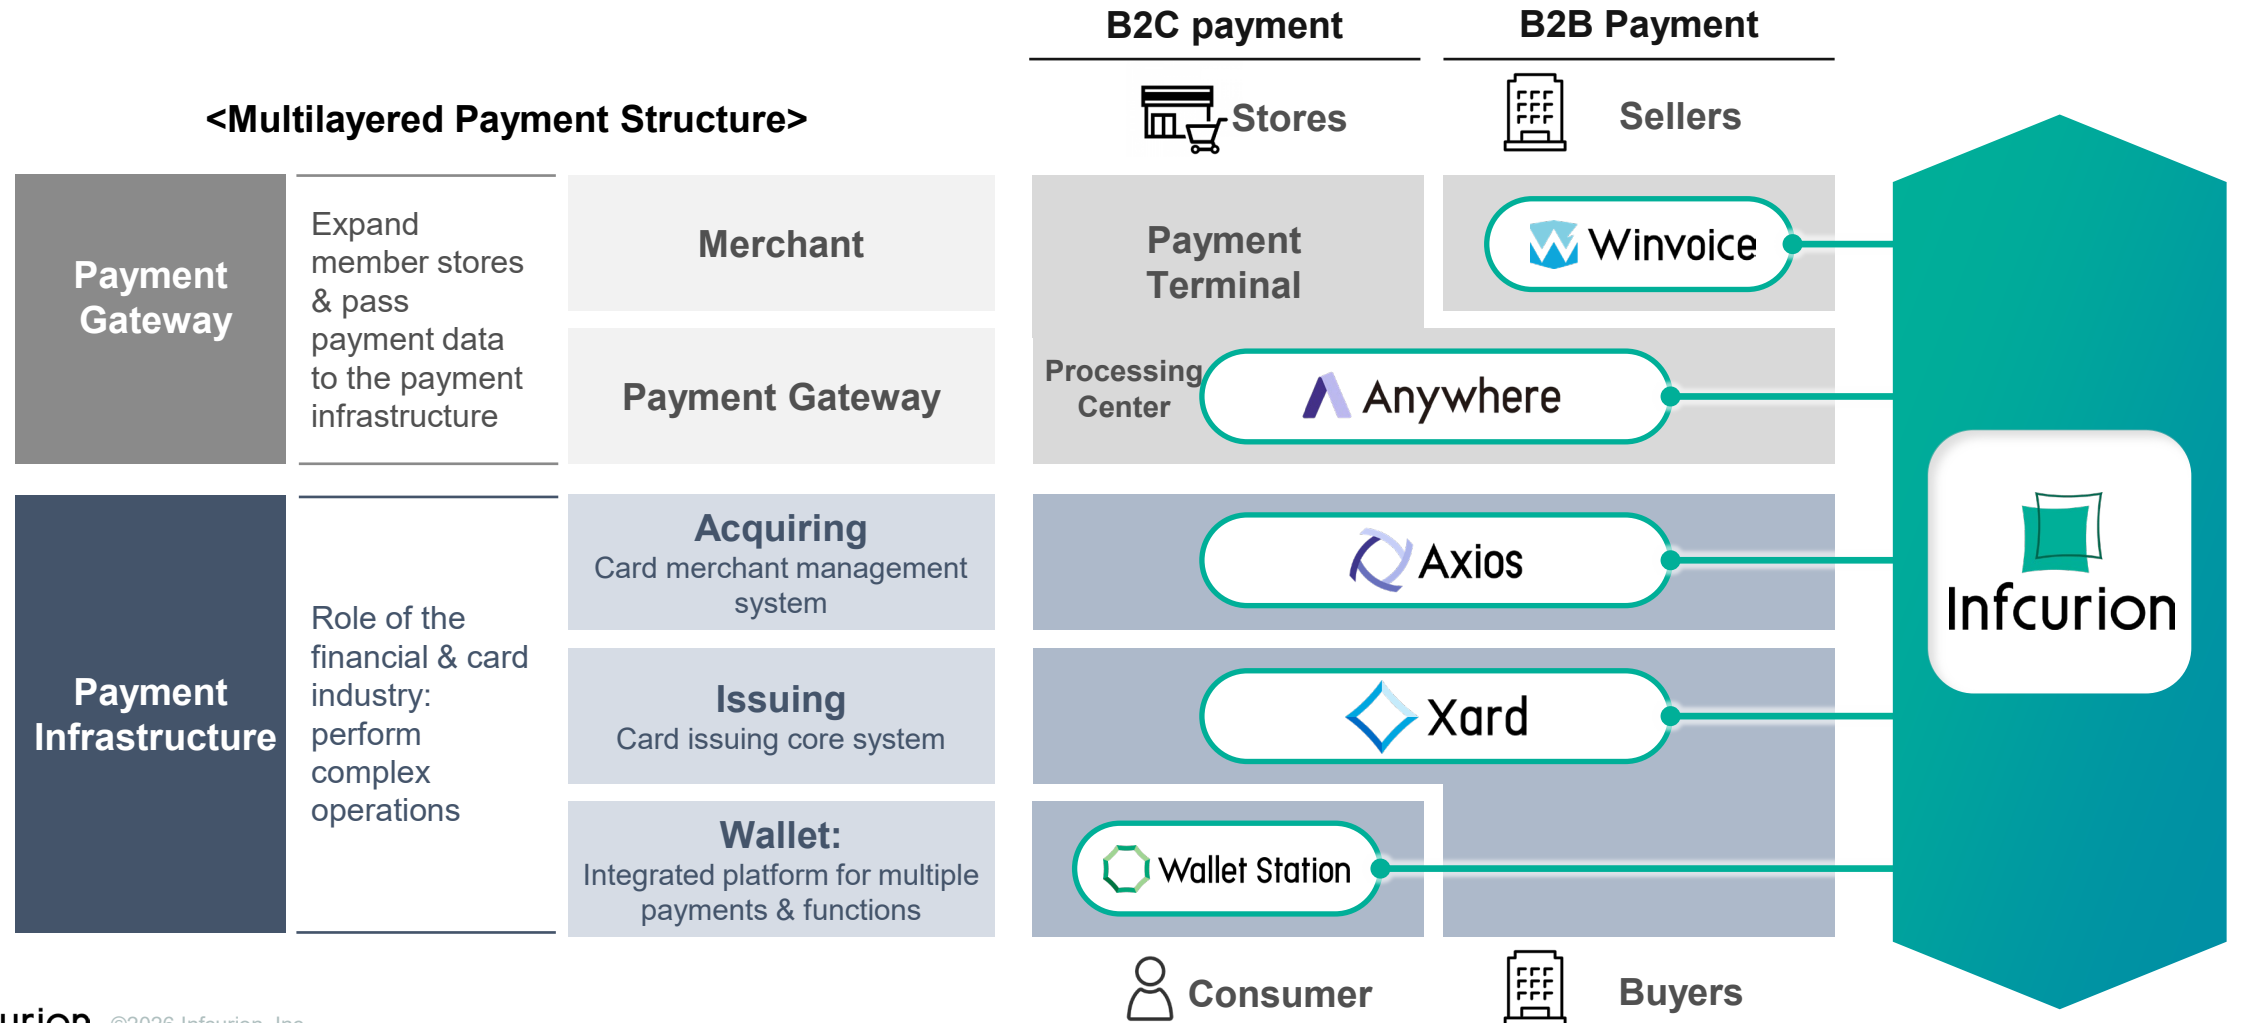 B2C payment
B2B Payment
<Multilayered Payment Structure>
Stores
Sellers
Payment
Gateway
Expand
member stores
& pass
payment data
to the payment
infrastructure
Merchant
Payment
Terminal
Winvoice
Payment Gateway
Processing
Center
Anywhere
Payment
Infrastructure
Role of the
financial & card
industry:
perform
complex
operations
Acquiring
Card merchant management
system
Axios
Issuing
Card issuing core system
Xard
Wallet:
Integrated platform for multiple
payments & functions
Wallet Station
Infcurion
Consumer
Buyers
©2026 Infcurion, Inc.